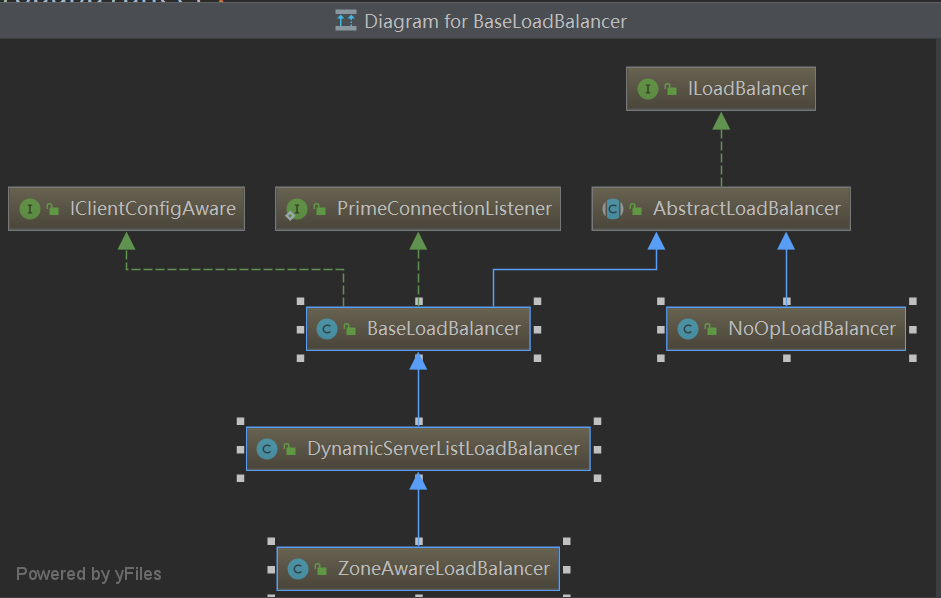 Diagram for BaseLoadBalancer
ILoadBalancer
IClientConfigAware
PrimeConnectionListener
AbstractLoadBalancer
BaseLoadBalancer
NoOpLoadBalancer
DynamicServerListLoadBalancer
ZoneAwareLoadBalancer
Powered by yFiles